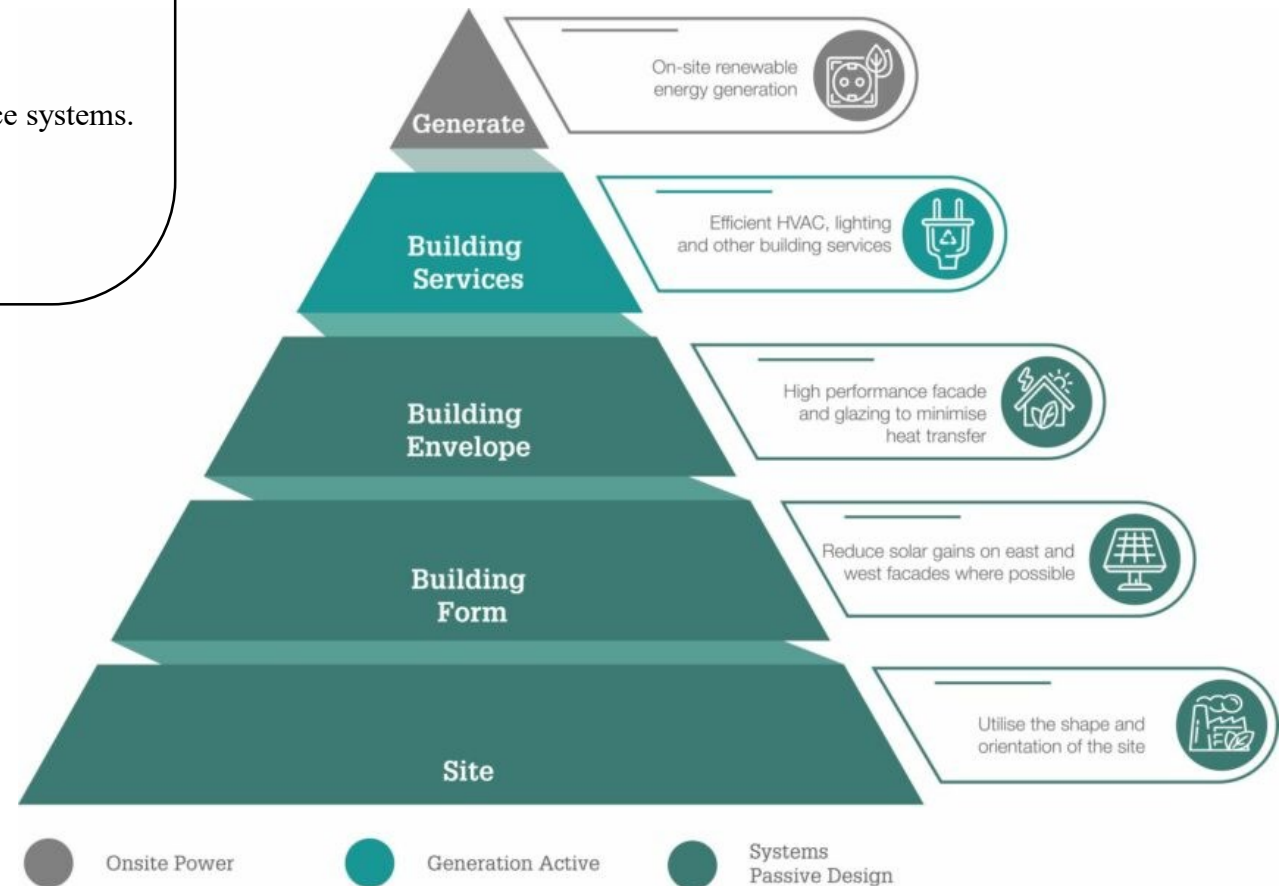 ce systems.
Generate
On-site renewable
energy generation
Building
Services
Efficient HVAC, lighting
and other building services
Building
Envelope
High performance facade
and glazing to minimise
heat transfer
Building
Form
Reduce solar gains on east and
west facades where possible
Site
Utilise the shape and
orientation of the site
Onsite Power
Generation Active
Systems
Passive Design